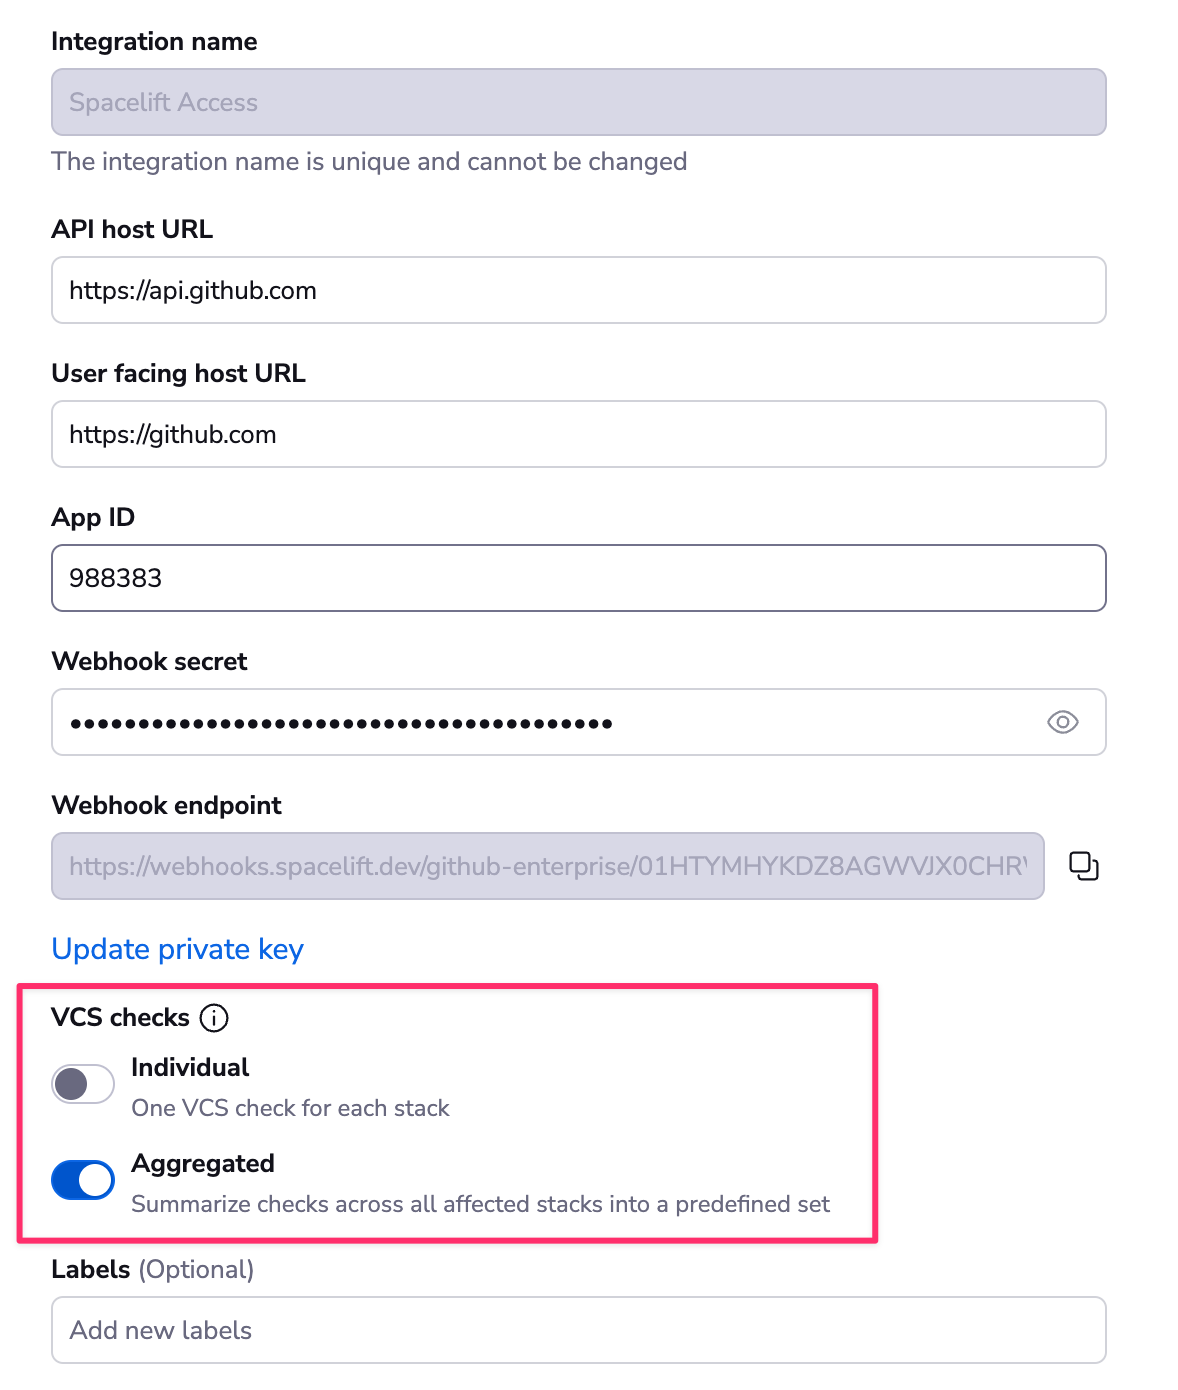 Integration name
Spacelift Access
The integration name is unique and cannot be changed
API host URL
https://api.github.com
User facing host URL
https://github.com
App ID
988383
Webhook secret
••••••••••••••••••••••••••••••••••••••••
Webhook endpoint
https://webhooks.spacelift.dev/github-enterprise/01HTYMHYKDZ8AGWVJX0CHR
Update private key
VCS checks
Individual
One VCS check for each stack
Aggregated
Summarize checks across all affected stacks into a predefined set
Labels (Optional)
Add new labels